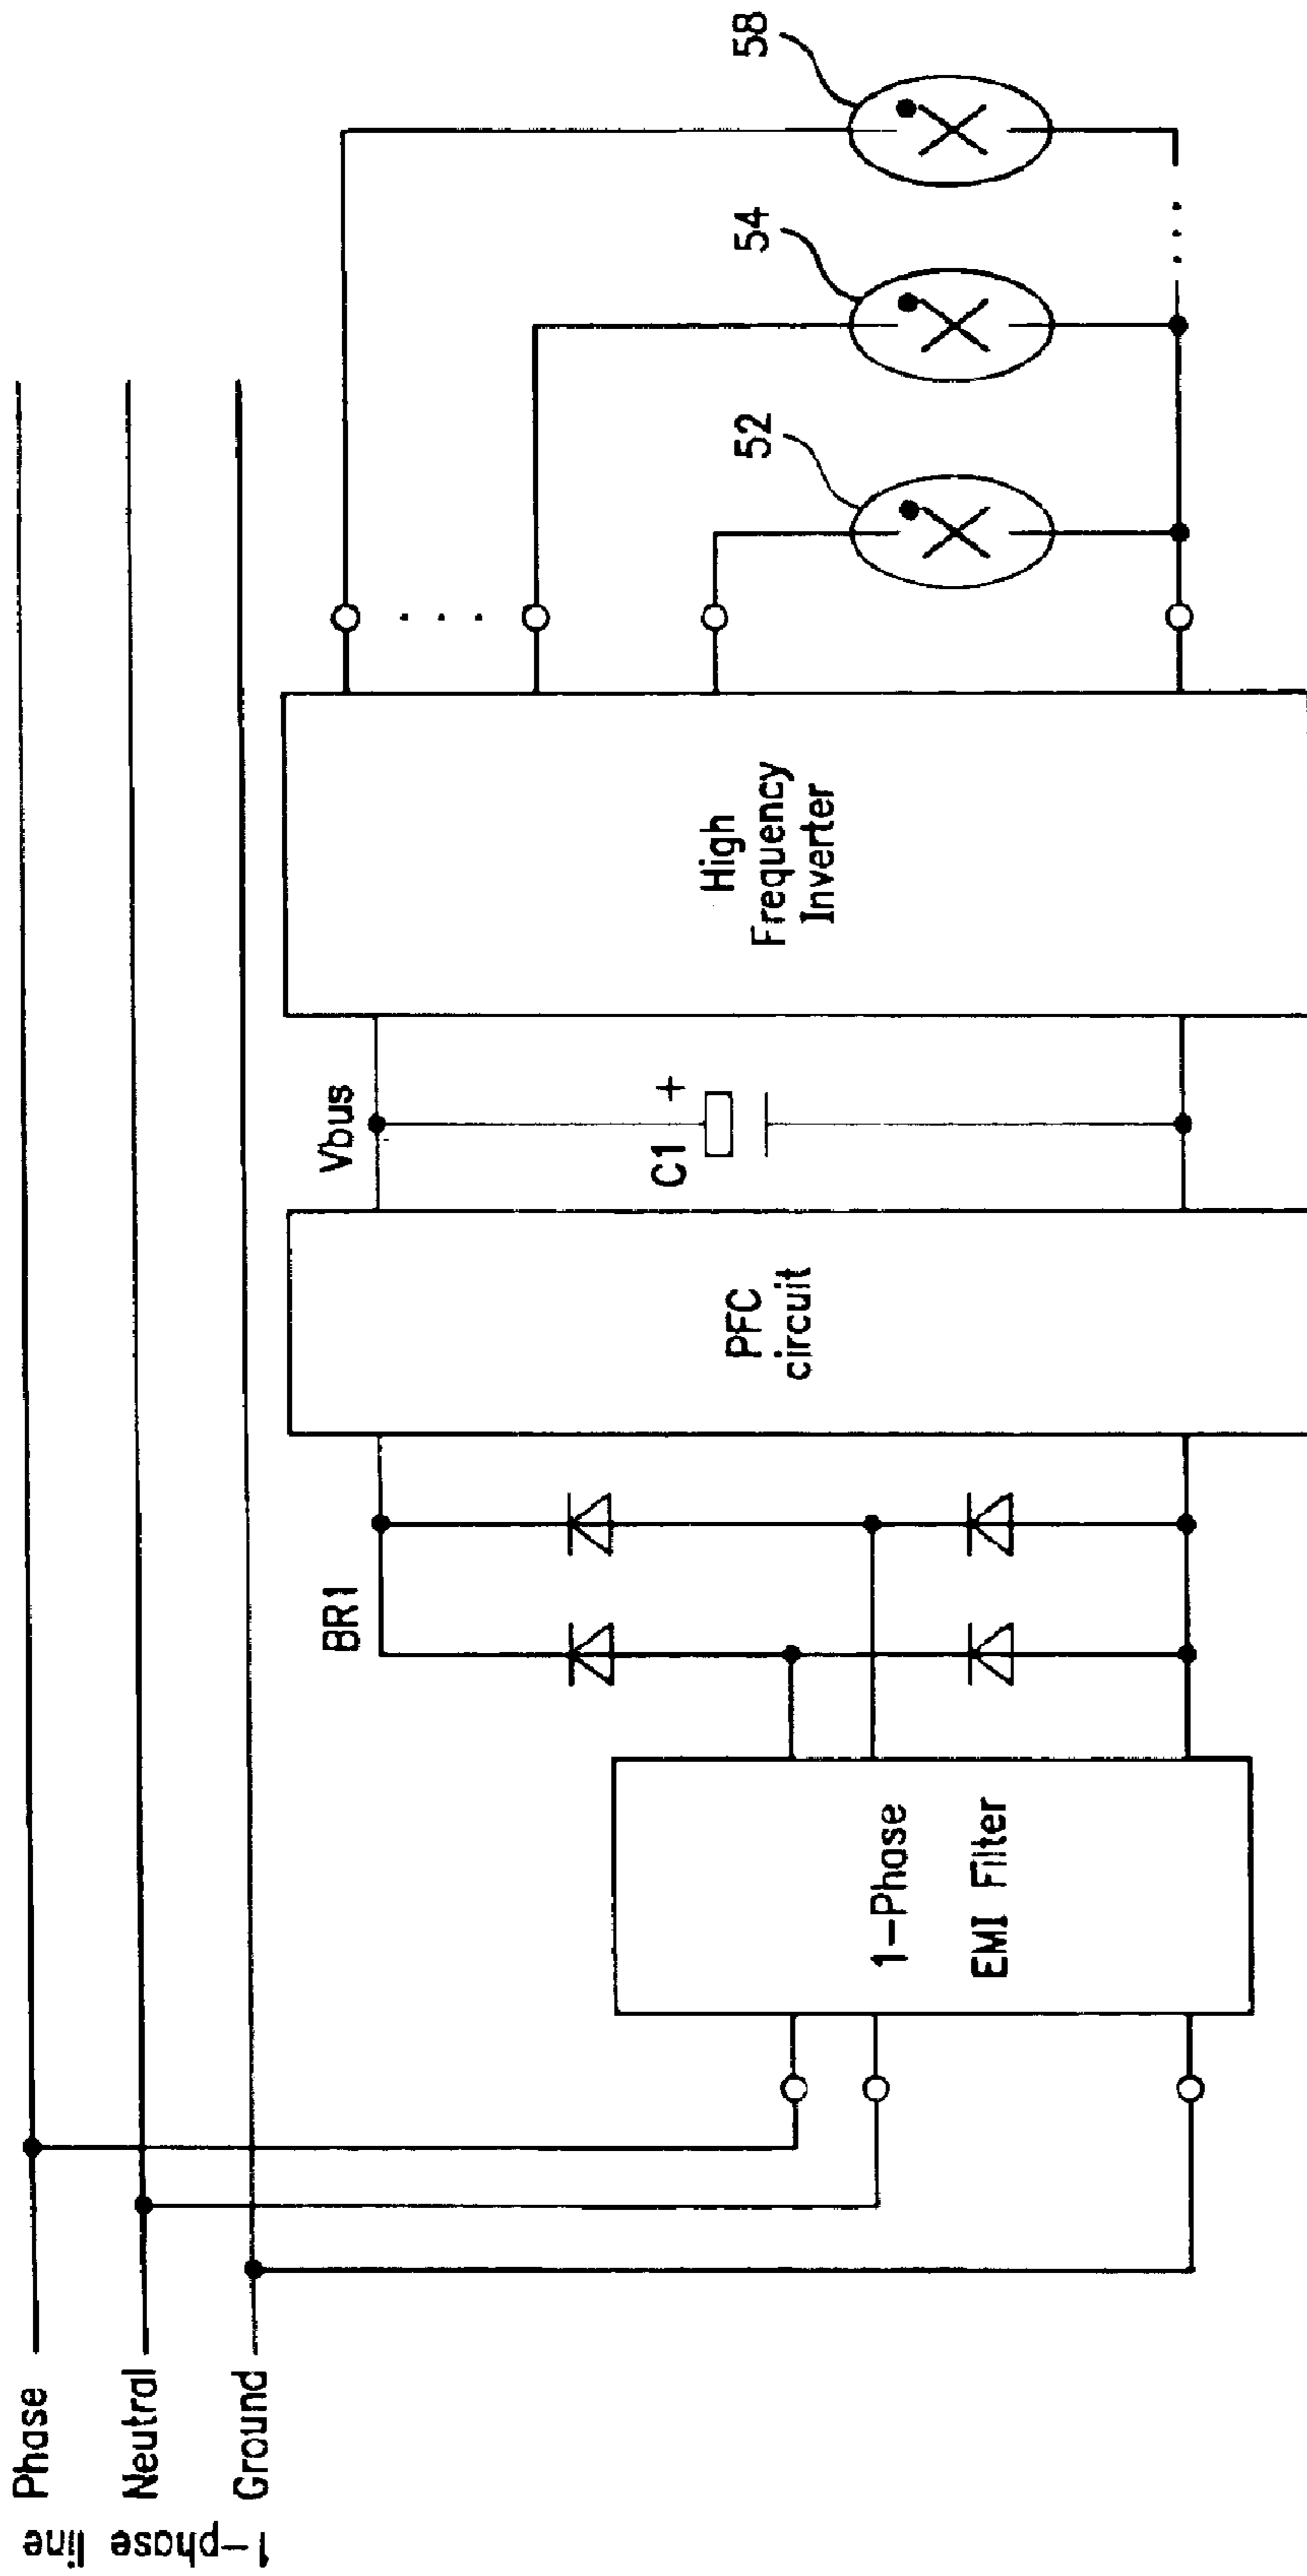 1-phase line
Phase
Neutral
Ground
1-Phase
EMI Filter
BR1
PFC
circuit
Vbus
C1
+
High
Frequency
Inverter
52
54
58